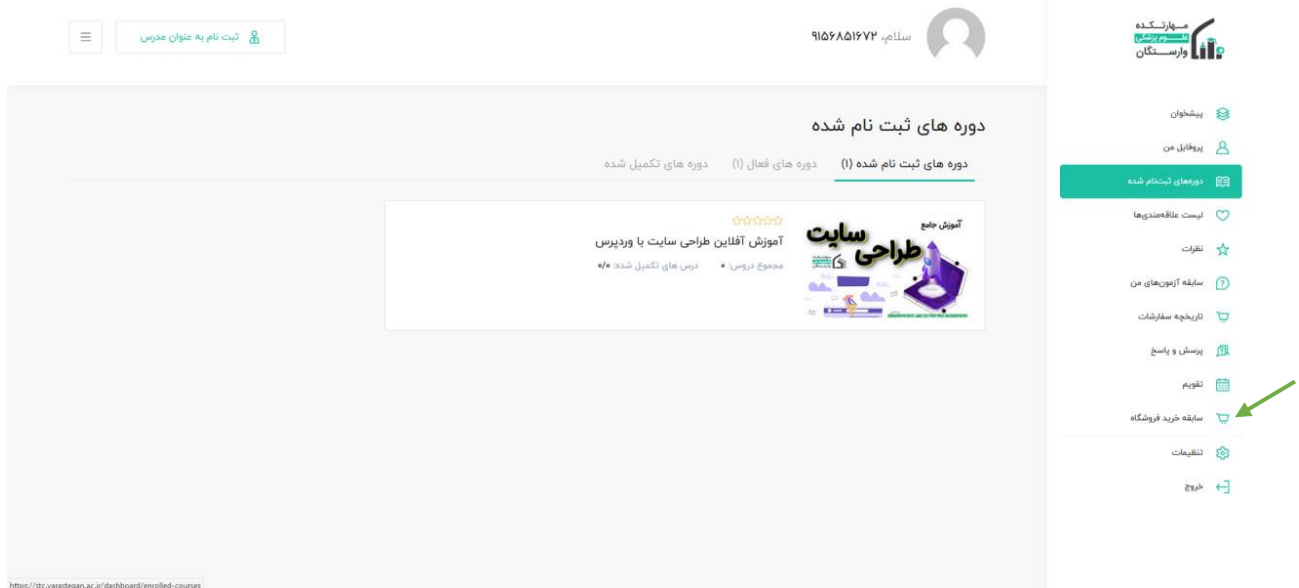 مـهارتــکـده
علــــوم پزشکی
وارســـتگان
سلام، ۹۱۵۶۸۵۱۶۷۲
ثبت نام به عنوان مدرس
پیشخوان
پروفایل من
دوره‌های ثبت‌نام شده
لیست علاقه‌مندی‌ها
نظرات
سابقه آزمون‌های من
تاریخچه سفارشات
پرسش و پاسخ
تقویم
سابقه خرید فروشگاه
تنظیمات
خروج
دوره های ثبت نام شده
دوره های ثبت نام شده (۱) دوره های فعال (۱) دوره های تکمیل شده
آموزش جامع
طراحی سایت
آموزش آفلاین طراحی سایت با وردپرس
مجموع دروس: ۰ درس های تکمیل شده: ۰/۰
https://stc.varastegan.ac.ir/dashboard/enrolled-courses